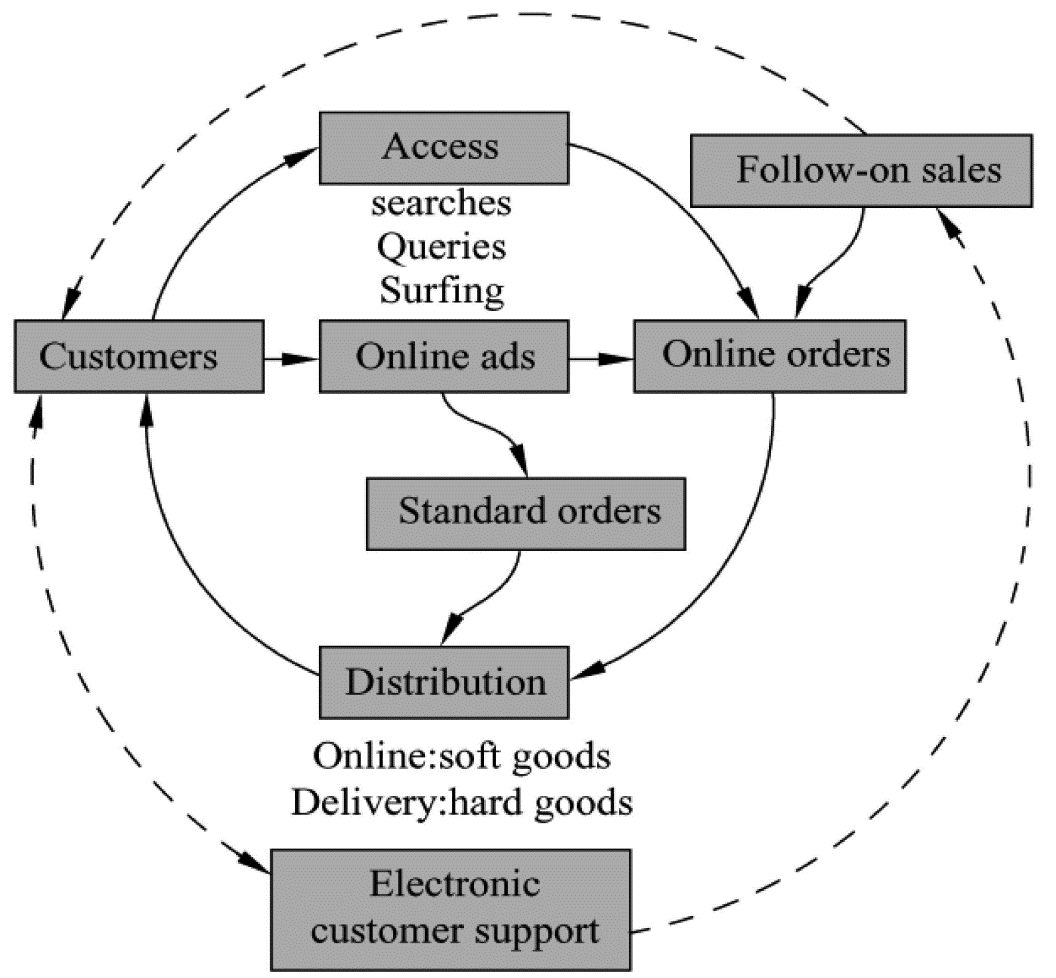 Access
Follow-on sales
searches
Queries
Surfing
Customers
Online ads
Online orders
Standard orders
Distribution
Online:soft goods
Delivery:hard goods
Electronic
customer support